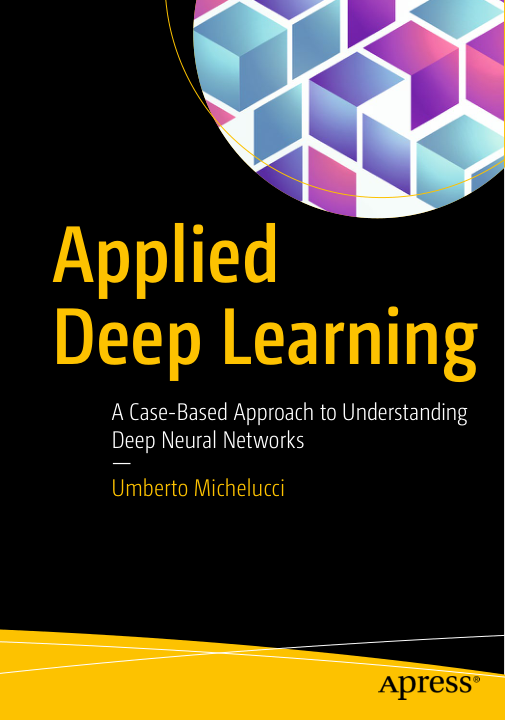 Applied
Deep Learning
A Case-Based Approach to Understanding
Deep Neural Networks
—
Umberto Michelucci
Apress®